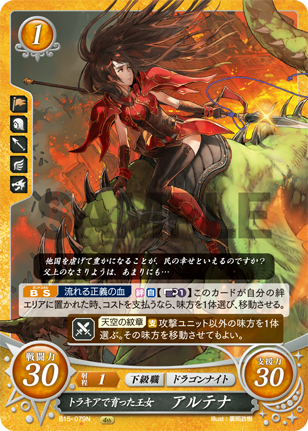 1
SAMPLE
他国を虐げて豊かになることが、民の幸せといえるのですか?
父上のなさりようは、あまりにも…
BS 流れる正義の血 絆 自 【 1】このカードが自分の絆
エリアに置かれた時、コストを支払うなら、味方を1体選び、移動させる。
天空の紋章 支 攻撃ユニット以外の味方を1体
選ぶ。その味方を移動させてもよい。
戦闘力
30
射程 1 下級職 ドラゴンナイト
支援力
30
トラキアで育った王女 アルテナ
B15-079N